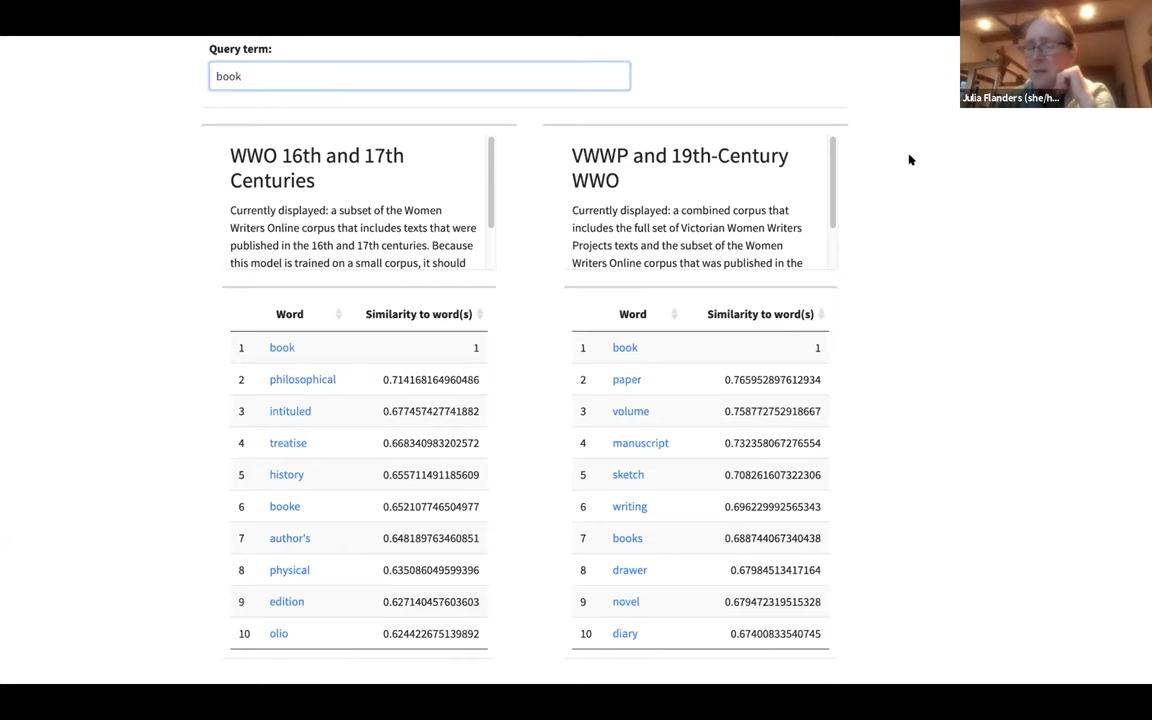 Query term:
book
Julia Flanders (she/h...
WWO 16th and 17th
Centuries
Currently displayed: a subset of the Women
Writers Online corpus that includes texts that were
published in the 16th and 17th centuries. Because
this model is trained on a small corpus, it should
Word Similarity to word(s)
1 book 1
2 philosophical 0.714168164960486
3 intituled 0.677457427741882
4 treatise 0.668340983202572
5 history 0.655711491185609
6 booke 0.652107746504977
7 author's 0.648189763460851
8 physical 0.635086049599396
9 edition 0.627140457603603
10 olio 0.624422675139892
VWWP and 19th-Century
WWO
Currently displayed: a combined corpus that
includes the full set of Victorian Women Writers
Projects texts and the subset of the Women
Writers Online corpus that was published in the
Word Similarity to word(s)
1 book 1
2 paper 0.765952897612934
3 volume 0.758772752918667
4 manuscript 0.732358067276554
5 sketch 0.708261607322306
6 writing 0.696229992565343
7 books 0.688744067340438
8 drawer 0.67984513417164
9 novel 0.679472319515328
10 diary 0.67400833540745